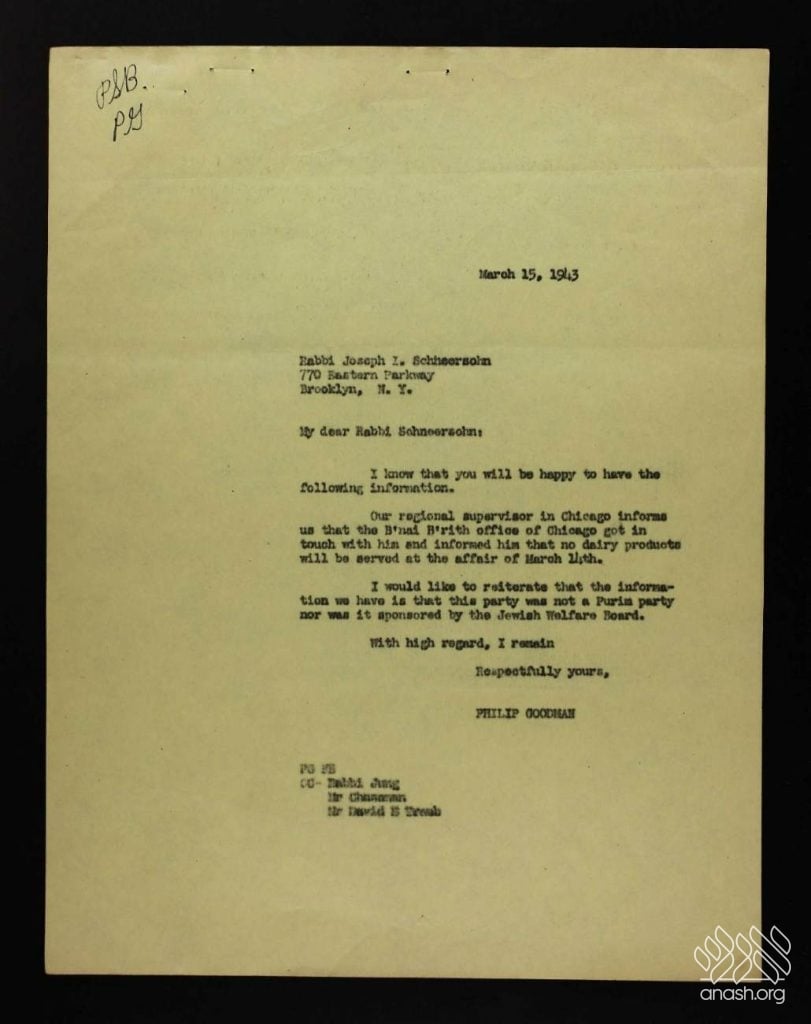 PSB.
PG
March 15, 1943
Rabbi Joseph I. Schneersohn
770 Eastern Parkway
Brooklyn, N. Y.
My dear Rabbi Schneersohn:
I know that you will be happy to have the
following information.
Our regional supervisor in Chicago informs
us that the B'nai B'rith office of Chicago got in
touch with him and informed him that no dairy products
will be served at the affair of March 14th.
I would like to reiterate that the informa-
tion we have is that this party was not a Purim party
nor was it sponsored by the Jewish Welfare Board.
With high regard, I remain
Respectfully yours,
PHILIP GOODMAN
PG
CC- Rabbi Jung
Mr
Mr David
anash.org